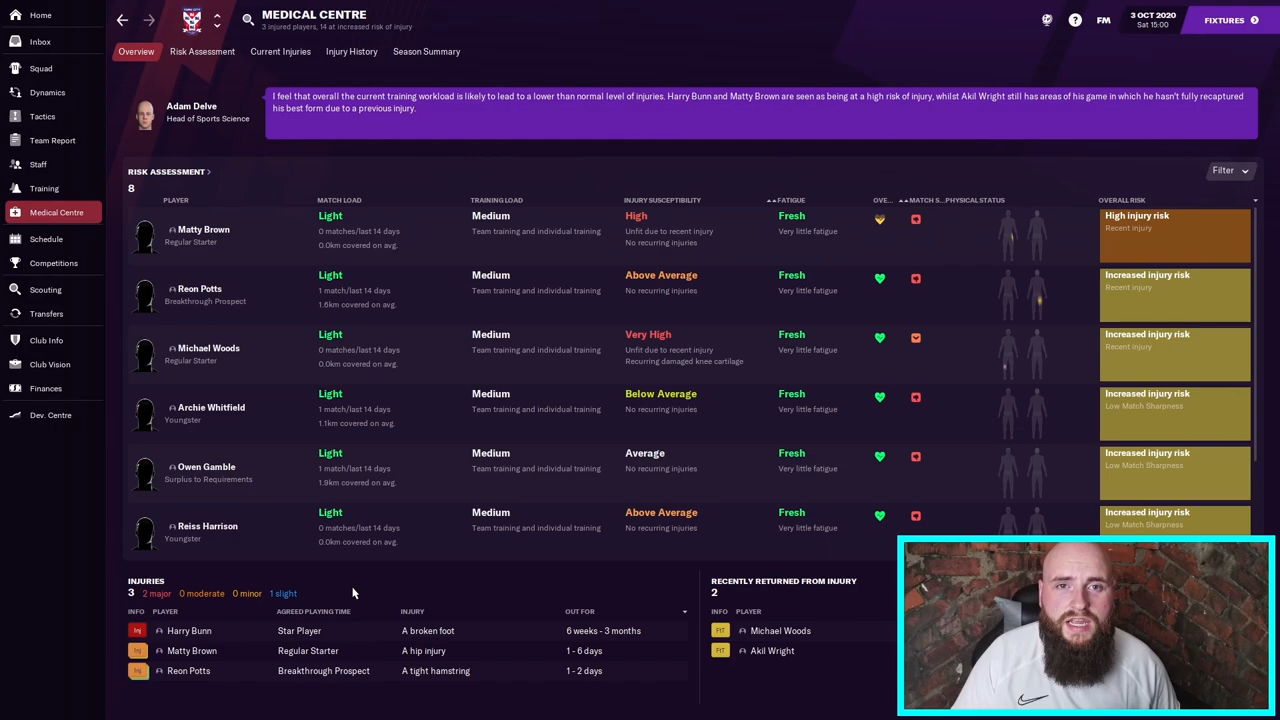 Home
Inbox
Squad
Dynamics
Tactics
Team Report
Staff
Training
Medical Centre
Schedule
Competitions
Scouting
Transfers
Club Info
Club Vision
Finances
Dev. Centre
MEDICAL CENTRE
3 injured players, 14 at increased risk of injury
?
FM
3 OCT 2020
Sat 15:00
FIXTURES
Overview
Risk Assessment
Current Injuries
Injury History
Season Summary
Adam Delve
Head of Sports Science
I feel that overall the current training workload is likely to lead to a lower than normal level of injuries. Harry Bunn and Matty Brown are seen as being at a high risk of injury, whilst Akil Wright still has areas of his game in which he hasn't fully recaptured
his best form due to a previous injury.
RISK ASSESSMENT >
8
Filter
PLAYER MATCH LOAD TRAINING LOAD INJURY SUSCEPTIBILITY FATIGUE OVE... MATCH S... PHYSICAL STATUS OVERALL RISK
Matty Brown
Regular Starter
Light
0 matches/last 14 days
0.0km covered on avg.
Medium
Team training and individual training
High
Unfit due to recent injury
No recurring injuries
Fresh
Very little fatigue
High injury risk
Recent injury
Reon Potts
Breakthrough Prospect
Light
1 match/last 14 days
1.6km covered on avg.
Medium
Team training and individual training
Above Average
No recurring injuries
Fresh
Very little fatigue
Increased injury risk
Recent injury
Michael Woods
Regular Starter
Light
0 matches/last 14 days
0.0km covered on avg.
Medium
Team training and individual training
Very High
Unfit due to recent injury
Recurring damaged knee cartilage
Fresh
Very little fatigue
Increased injury risk
Recent injury
Archie Whitfield
Youngster
Light
1 match/last 14 days
1.1km covered on avg.
Medium
Team training and individual training
Below Average
No recurring injuries
Fresh
Very little fatigue
Increased injury risk
Low Match Sharpness
Owen Gamble
Surplus to Requirements
Light
1 match/last 14 days
1.9km covered on avg.
Medium
Team training and individual training
Average
No recurring injuries
Fresh
Very little fatigue
Increased injury risk
Low Match Sharpness
Reiss Harrison
Youngster
Light
0 matches/last 14 days
0.0km covered on avg.
Medium
Team training and individual training
Above Average
No recurring injuries
Fresh
Very little fatigue
Increased injury risk
Low Match Sharpness
INJURIES
3 2 major 0 moderate 0 minor 1 slight
INFO PLAYER AGREED PLAYING TIME INJURY OUT FOR
Inj Harry Bunn Star Player A broken foot 6 weeks - 3 months
Inj Matty Brown Regular Starter A hip injury 1 - 6 days
Inj Reon Potts Breakthrough Prospect A tight hamstring 1 - 2 days
RECENTLY RETURNED FROM INJURY
2
INFO PLAYER
FIT Michael Woods
FIT Akil Wright